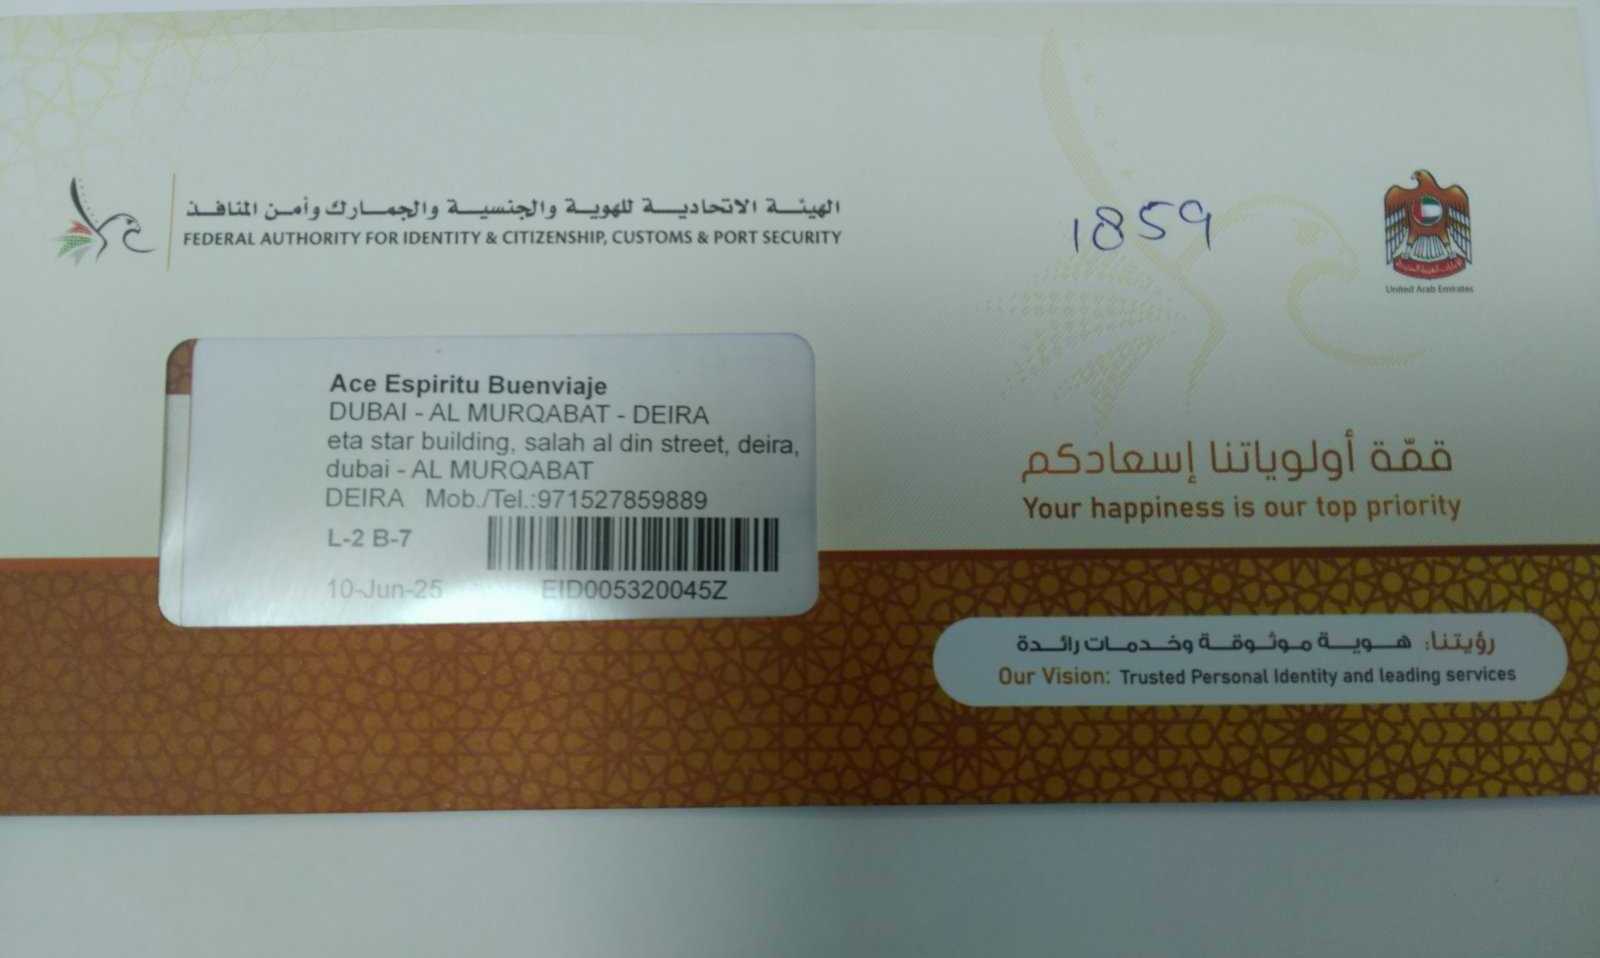 الهيئة الاتحادية للهوية والجنسية والجمارك وأمن المنافذ
FEDERAL AUTHORITY FOR IDENTITY & CITIZENSHIP, CUSTOMS & PORT SECURITY
1859
United Arab Emirates
Ace Espiritu Buenviaje
DUBAI - AL MURQABAT - DEIRA
eta star building, salah al din street, deira,
dubai - AL MURQABAT
DEIRA Mob./Tel.:971527859889
L-2 B-7
10-Jun-25 EID005320045Z
قمّة أولوياتنا إسعادكم
Your happiness is our top priority
رؤيتنا: هوية موثوقة وخدمات رائدة
Our Vision: Trusted Personal Identity and leading services